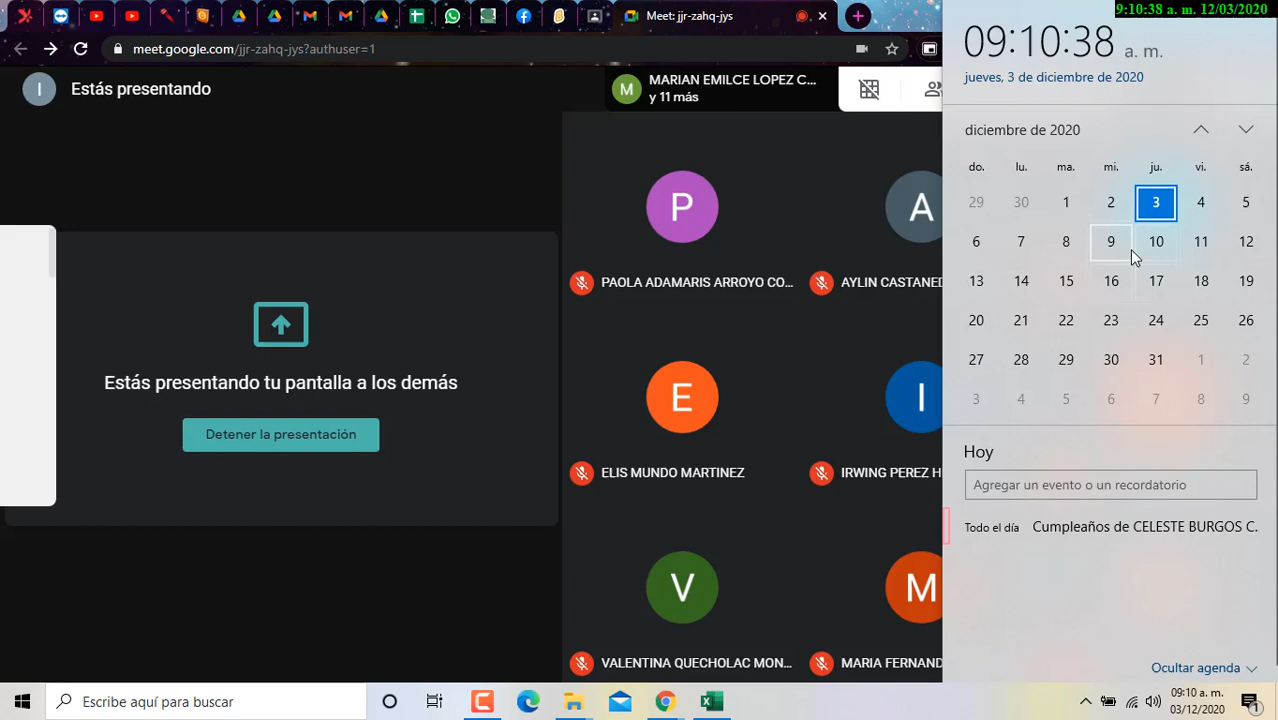 Meet: jjr-zahq-jys
9:10:38 a. m. 12/03/2020
meet.google.com/jjr-zahq-jys?authuser=1
I
Estás presentando
M
MARIAN EMILCE LOPEZ C...
y 11 más
Estás presentando tu pantalla a los demás
Detener la presentación
P
PAOLA ADAMARIS ARROYO CO...
A
AYLIN CASTANED
E
ELIS MUNDO MARTINEZ
I
IRWING PEREZ H
V
VALENTINA QUECHOLAC MON...
M
MARIA FERNAND
09:10:38 a. m.
jueves, 3 de diciembre de 2020
diciembre de 2020
do. lu. ma. mi. ju. vi. sá.
29 30 1 2 3 4 5
6 7 8 9 10 11 12
13 14 15 16 17 18 19
20 21 22 23 24 25 26
27 28 29 30 31 1 2
3 4 5 6 7 8 9
Hoy
Agregar un evento o un recordatorio
Todo el día Cumpleaños de CELESTE BURGOS C.
Ocultar agenda
Escribe aquí para buscar
09:10 a. m.
03/12/2020
1